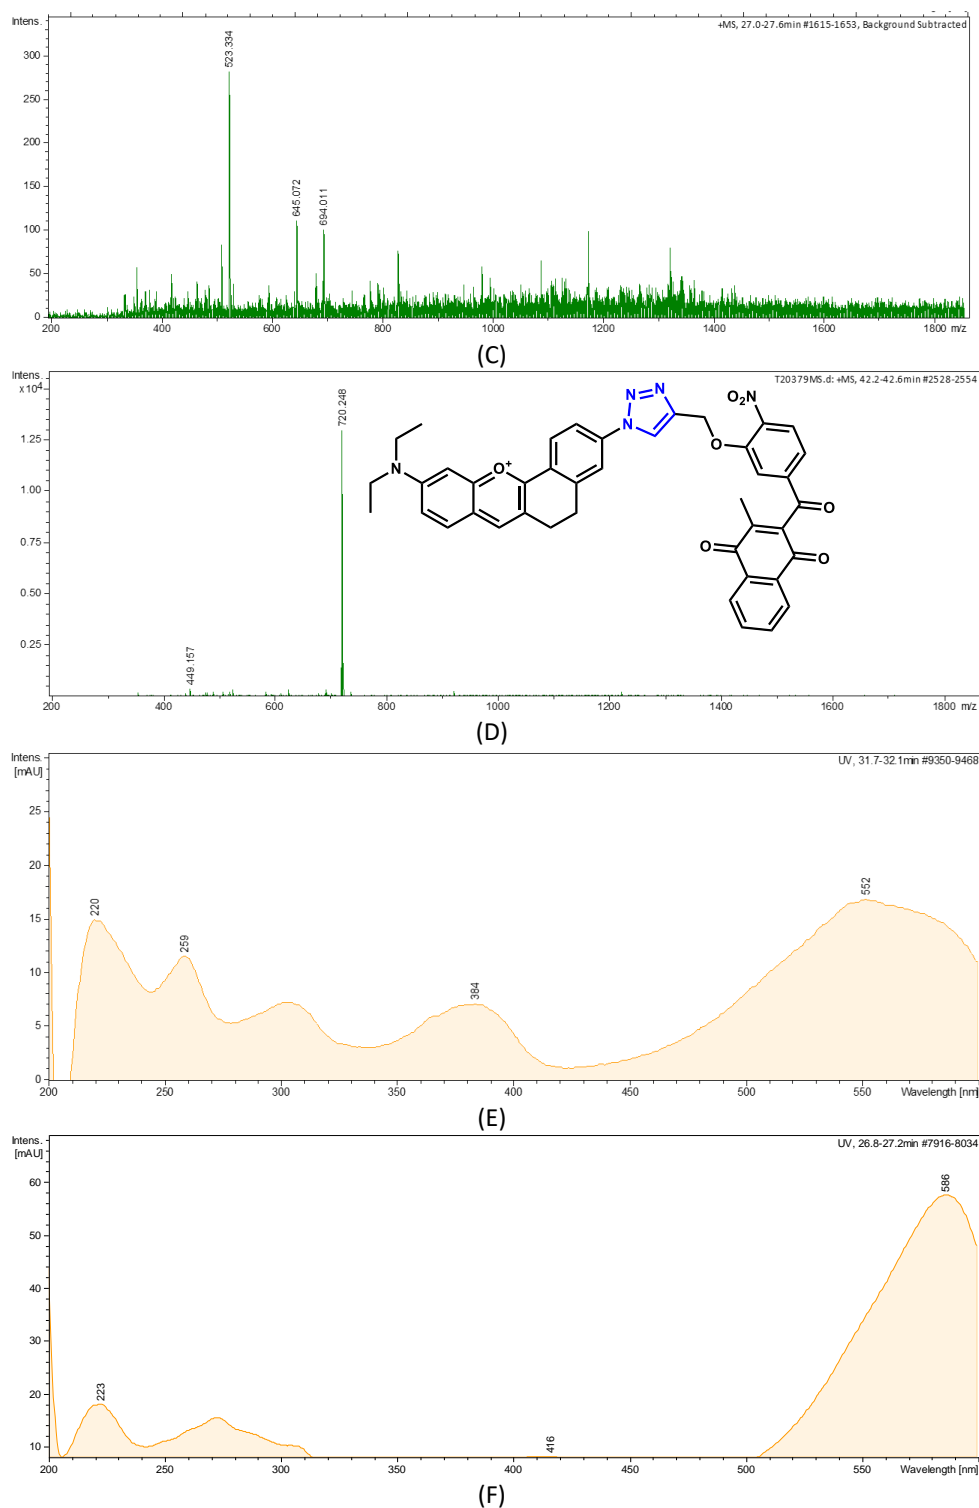 Intens.
+MS, 27.0-27.6min #1615-1653, Background Subtracted
523.334
300
250
200
150
645.072
694.011
100
50
0
200 400 600 800 1000 1200 1400 1600 1800 m/z
(C)
Intens.
x10⁴
T20379MS.d: +MS, 42.2-42.6min #2528-2554
720.248
1.25
1.00
0.75
0.50
0.25
449.157
N N
N
O
NO₂
N
O⁺
O
O
O
200 400 600 800 1000 1200 1400 1600 1800 m/z
(D)
Intens.
[mAU]
UV, 31.7-32.1min #9350-9468
25
20
15
10
5
0
220
259
384
552
200 250 300 350 400 450 500 550 Wavelength [nm]
(E)
Intens.
[mAU]
UV, 26.8-27.2min #7916-8034
60
50
40
30
20
10
223
416
586
200 250 300 350 400 450 500 550 Wavelength [nm]
(F)